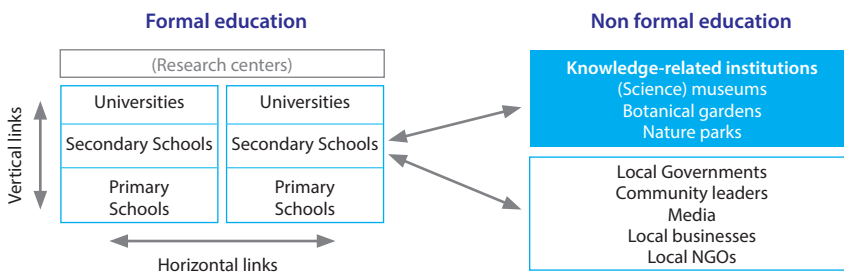 Formal education
(Research centers)
Universities
Secondary Schools
Primary
Schools
Universities
Secondary Schools
Primary
Schools
Vertical links
Horizontal links
Non formal education
Knowledge-related institutions
(Science) museums
Botanical gardens
Nature parks
Local Governments
Community leaders
Media
Local businesses
Local NGOs